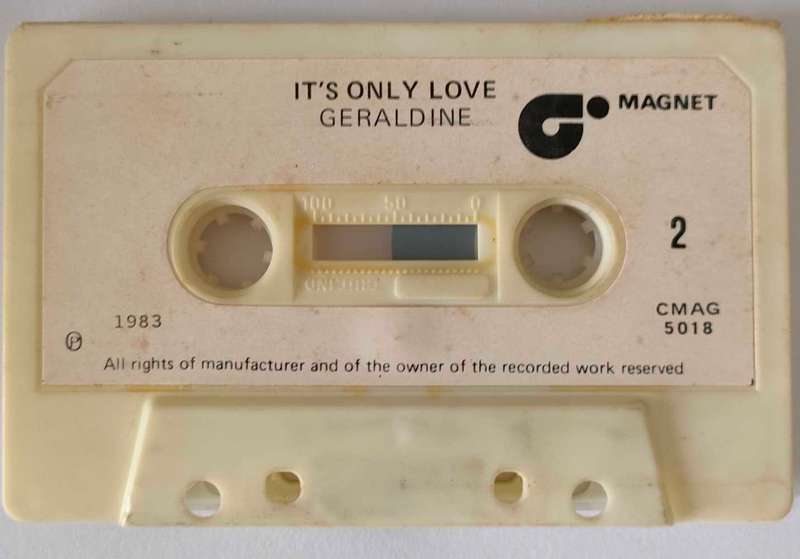 IT'S ONLY LOVE
GERALDINE
MAGNET
100 50 0
2
1983
CMAG
5018
℗
All rights of manufacturer and of the owner of the recorded work reserved